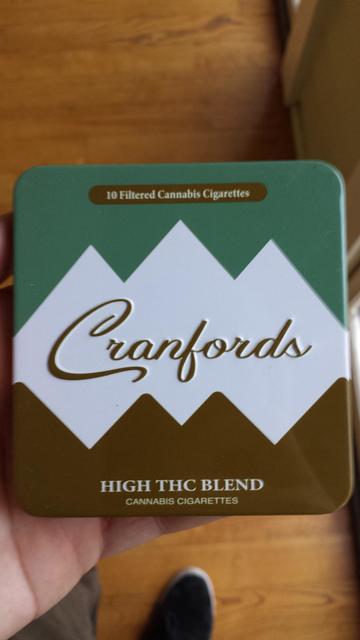 10 Filtered Cannabis Cigarettes
Cranfords
HIGH THC BLEND
CANNABIS CIGARETTES